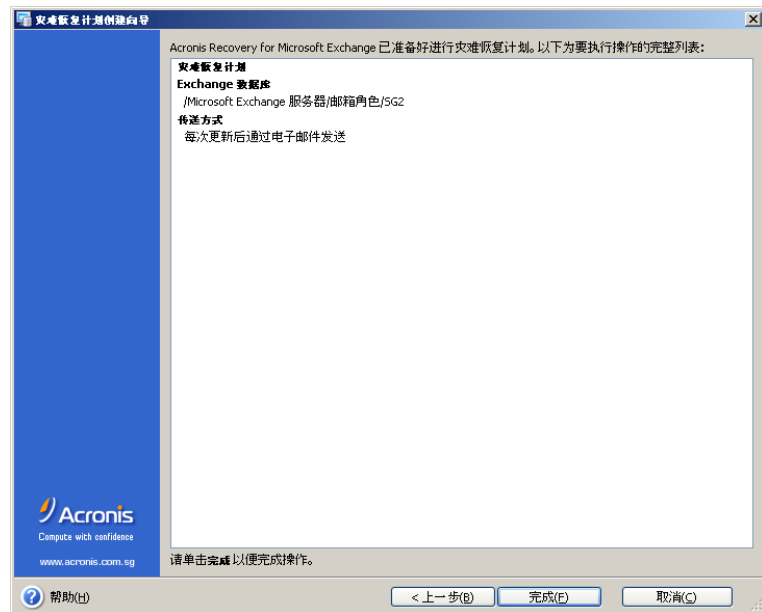 灾难恢复计划创建向导
Acronis Recovery for Microsoft Exchange 已准备好进行灾难恢复计划。以下为要执行操作的完整列表：
灾难恢复计划
Exchange 数据库
/Microsoft Exchange 服务器/邮箱角色/SG2
传送方式
每次更新后通过电子邮件发送
Acronis
Compute with confidence
www.acronis.com.sg
请单击完成以便完成操作。
帮助(H)
< 上一步(B)
完成(F)
取消(C)